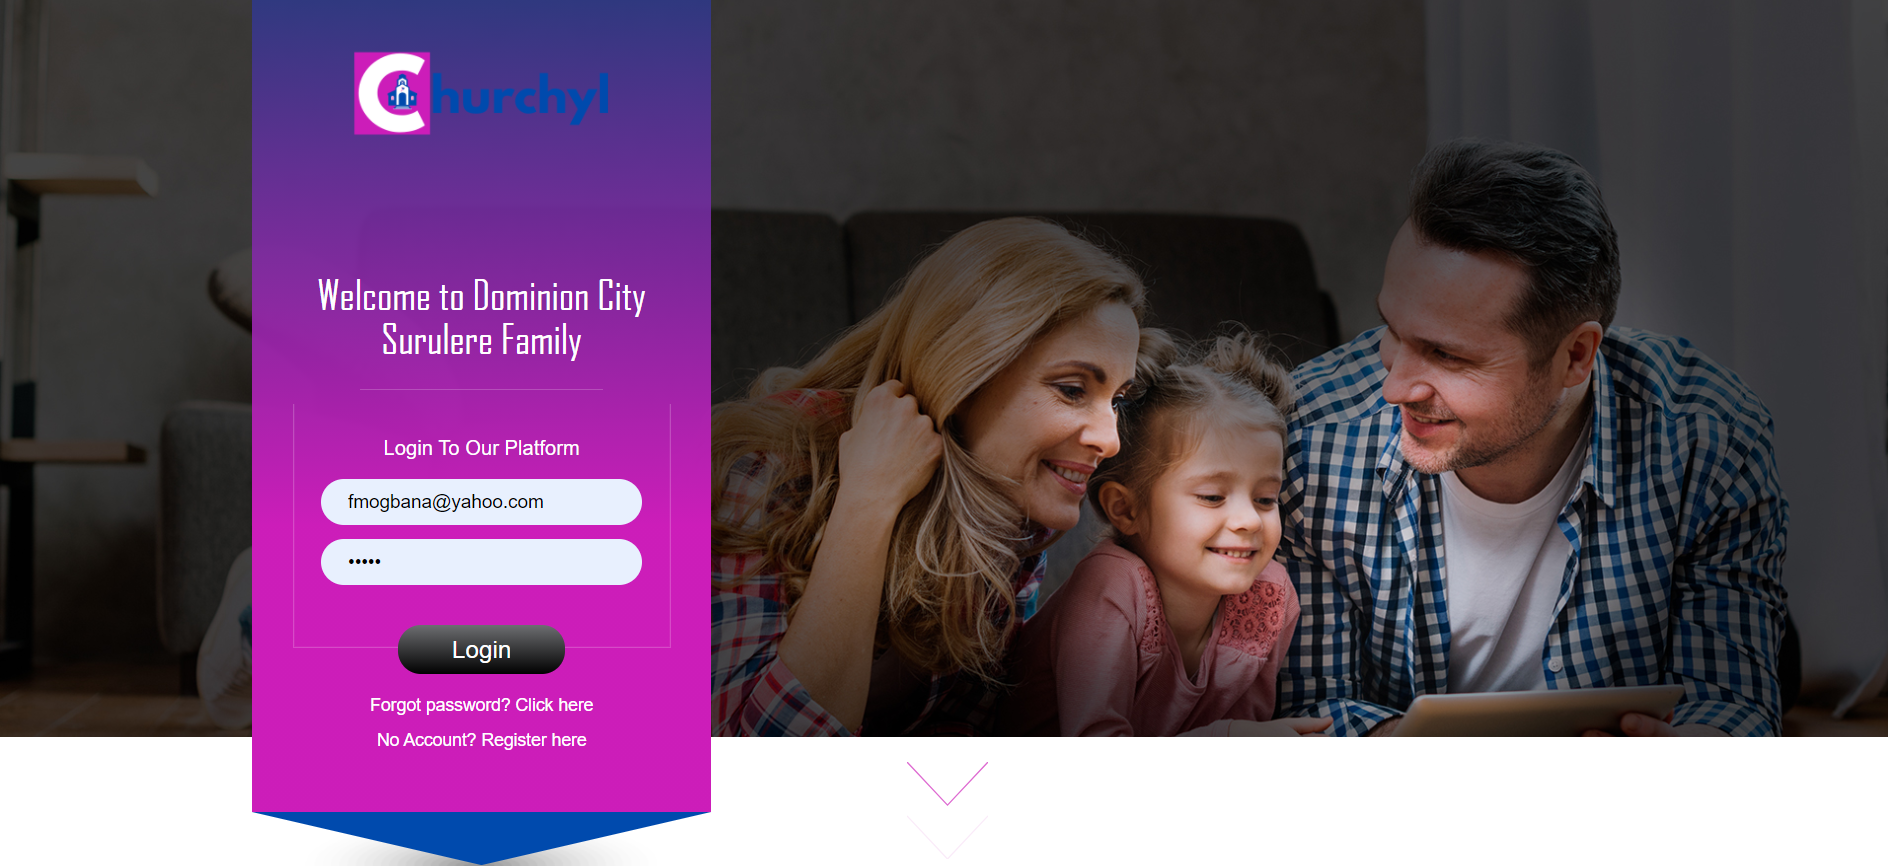 Churchyl
Welcome to Dominion City
Surulere Family
Login To Our Platform
fmogbana@yahoo.com
•••••
Login
Forgot password? Click here
No Account? Register here